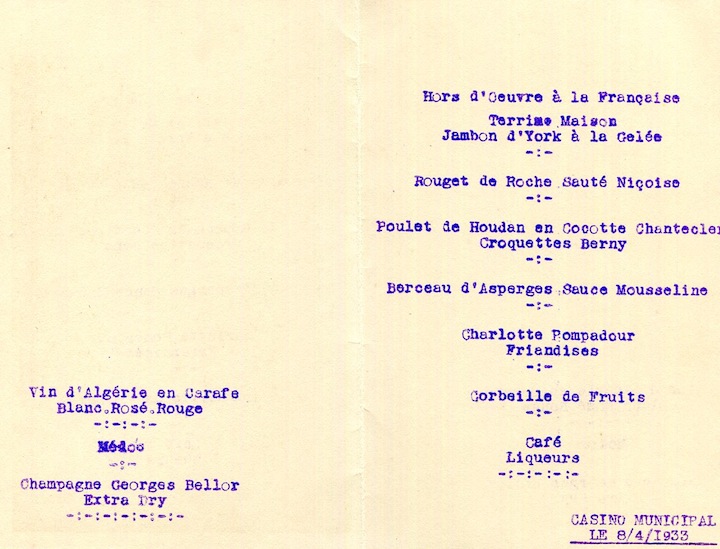 Vin d'Algérie en Carafe
Blanc,Rosé,Rouge
-:-:-:-
Médoc
-:-
Champagne Georges Bellor
Extra Dry
-:-:-:-:-:-:-
Hors d'Oeuvre à la Française
Terrine Maison
Jambon d'York à la Gelée
-:-
Rouget de Roche Sauté Niçoise
-:-
Poulet de Houdan en Cocotte Chantecler
Croquettes Berny
-:-
Berceau d'Asperges Sauce Mousseline
-:-
Charlotte Pompadour
Friandises
-:-
Corbeille de Fruits
-:-
Café
Liqueurs
-:-:-:-:-
CASINO MUNICIPAL
LE 8/4/1933